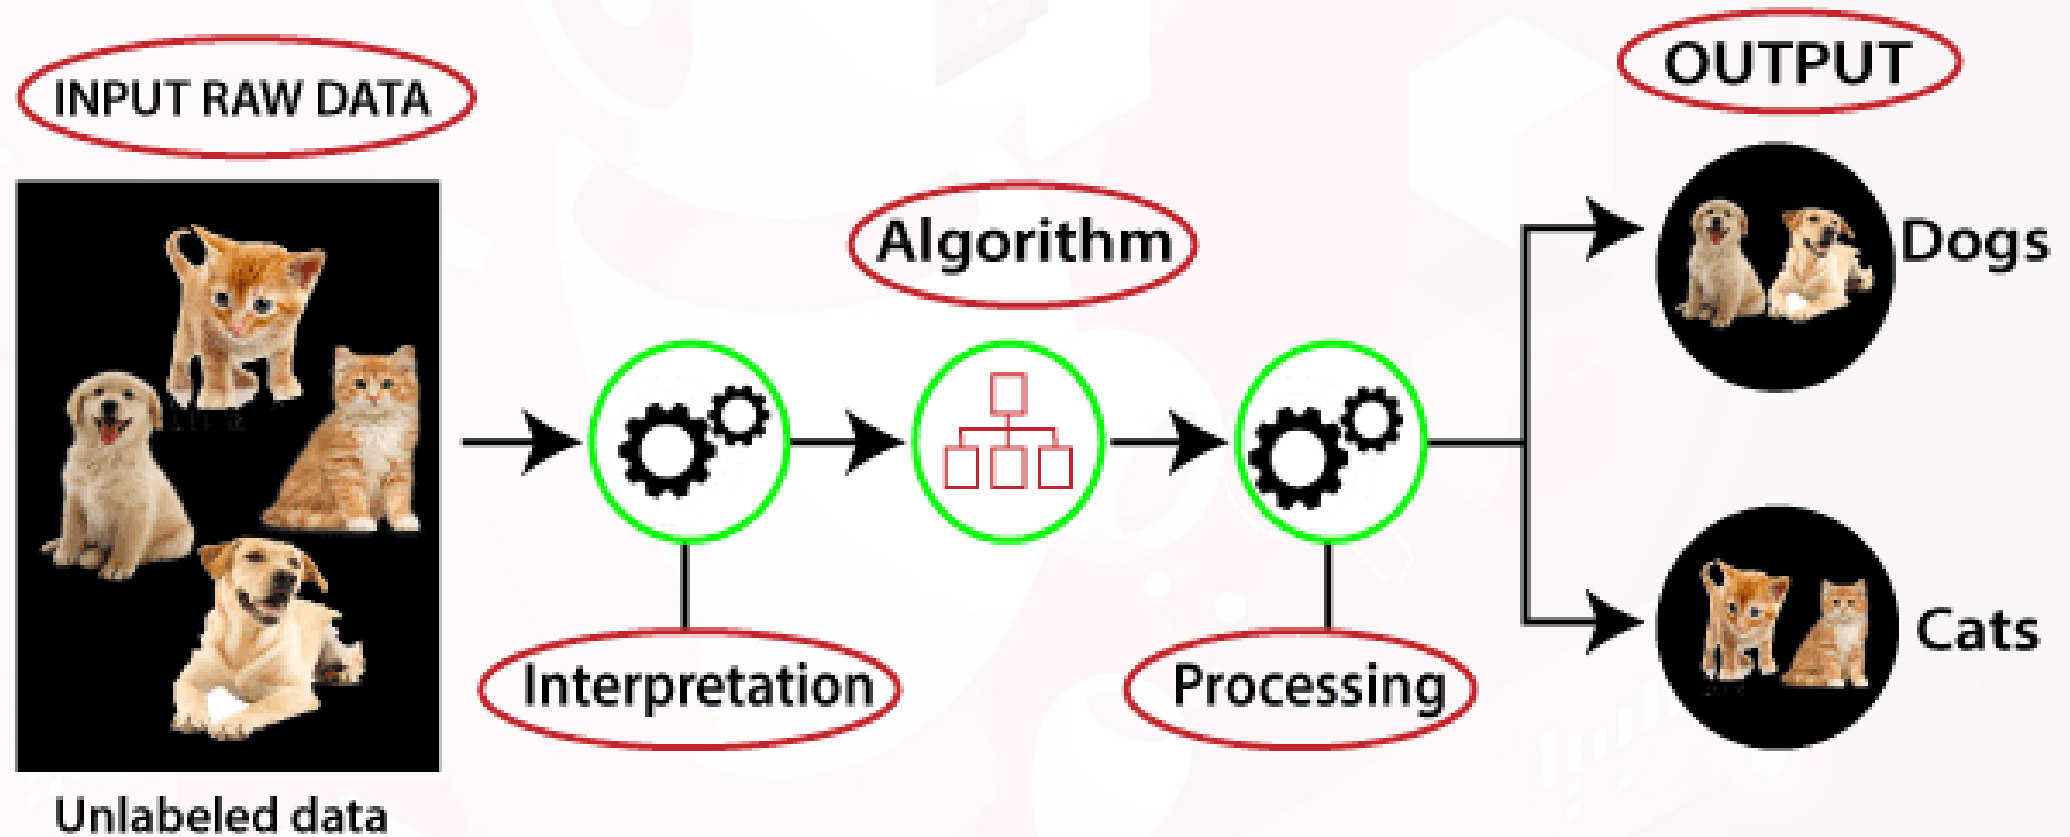 INPUT RAW DATA
Unlabeled data
Interpretation
Algorithm
Processing
OUTPUT
Dogs
Cats